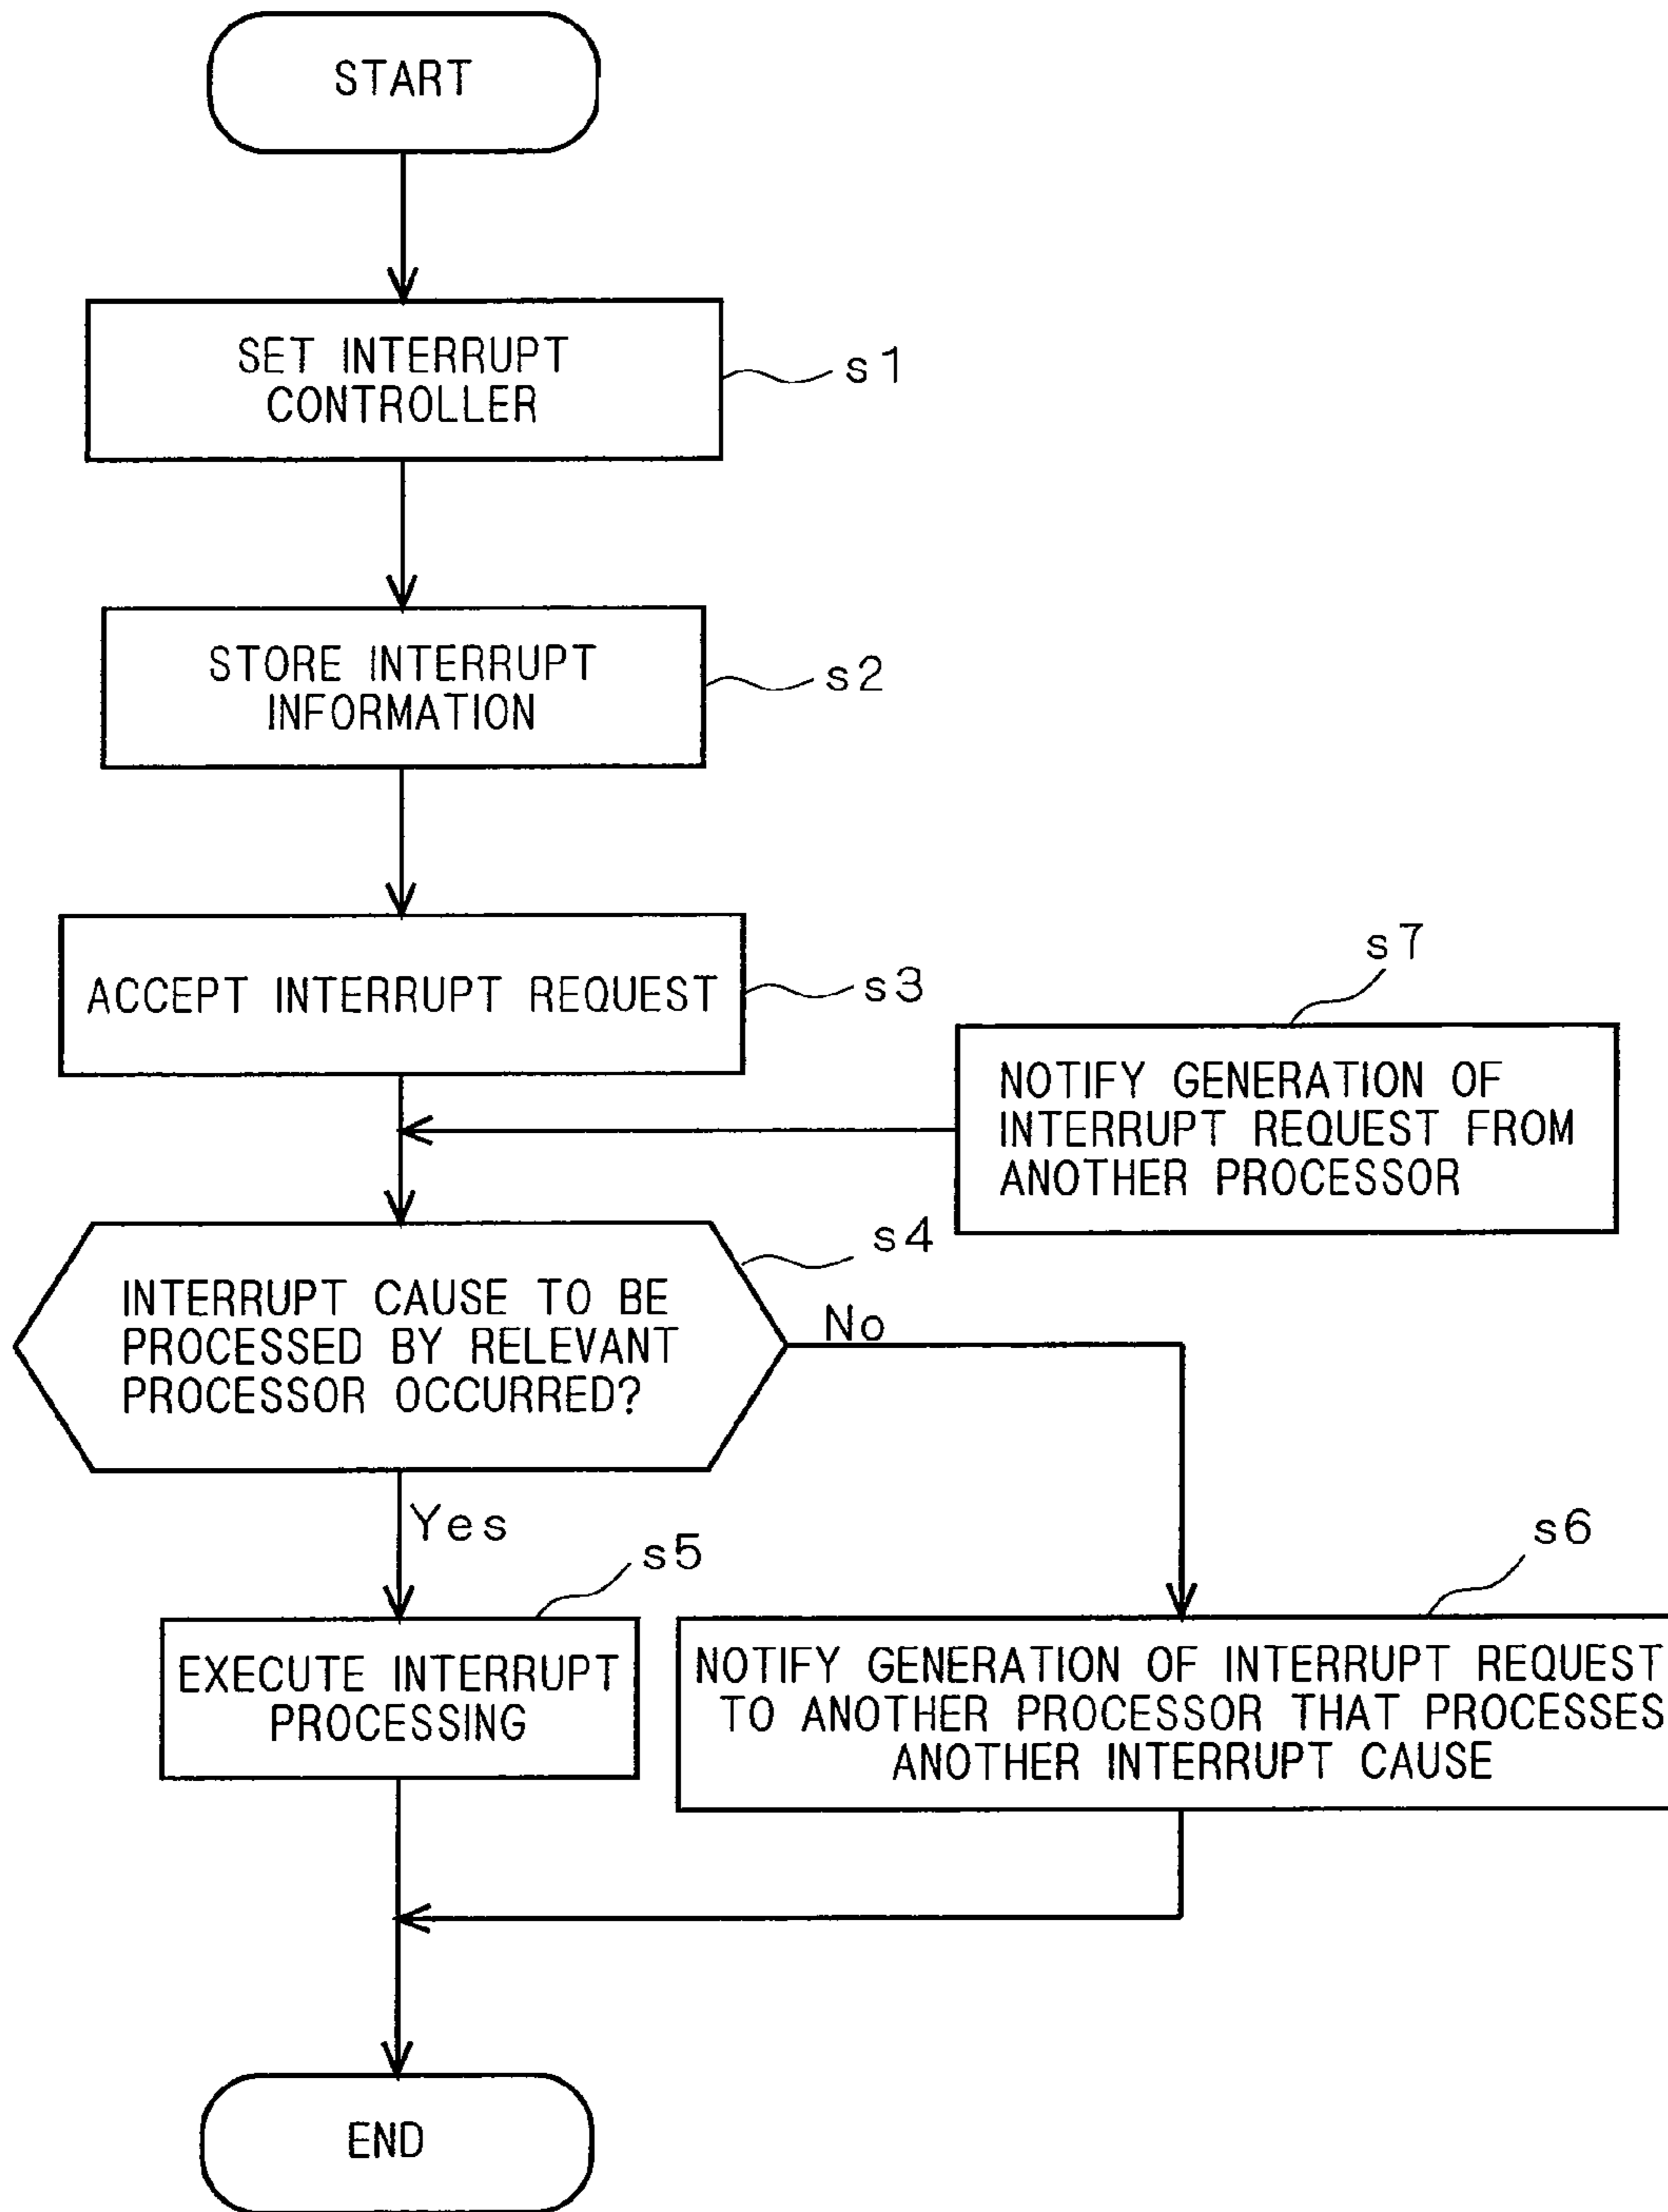 START
SET INTERRUPT
CONTROLLER
s1
STORE INTERRUPT
INFORMATION
s2
ACCEPT INTERRUPT REQUEST
s3
s7
NOTIFY GENERATION OF
INTERRUPT REQUEST FROM
ANOTHER PROCESSOR
s4
INTERRUPT CAUSE TO BE
PROCESSED BY RELEVANT
PROCESSOR OCCURRED?
No
Yes
s5
EXECUTE INTERRUPT
PROCESSING
s6
NOTIFY GENERATION OF INTERRUPT REQUEST
TO ANOTHER PROCESSOR THAT PROCESSES
ANOTHER INTERRUPT CAUSE
END